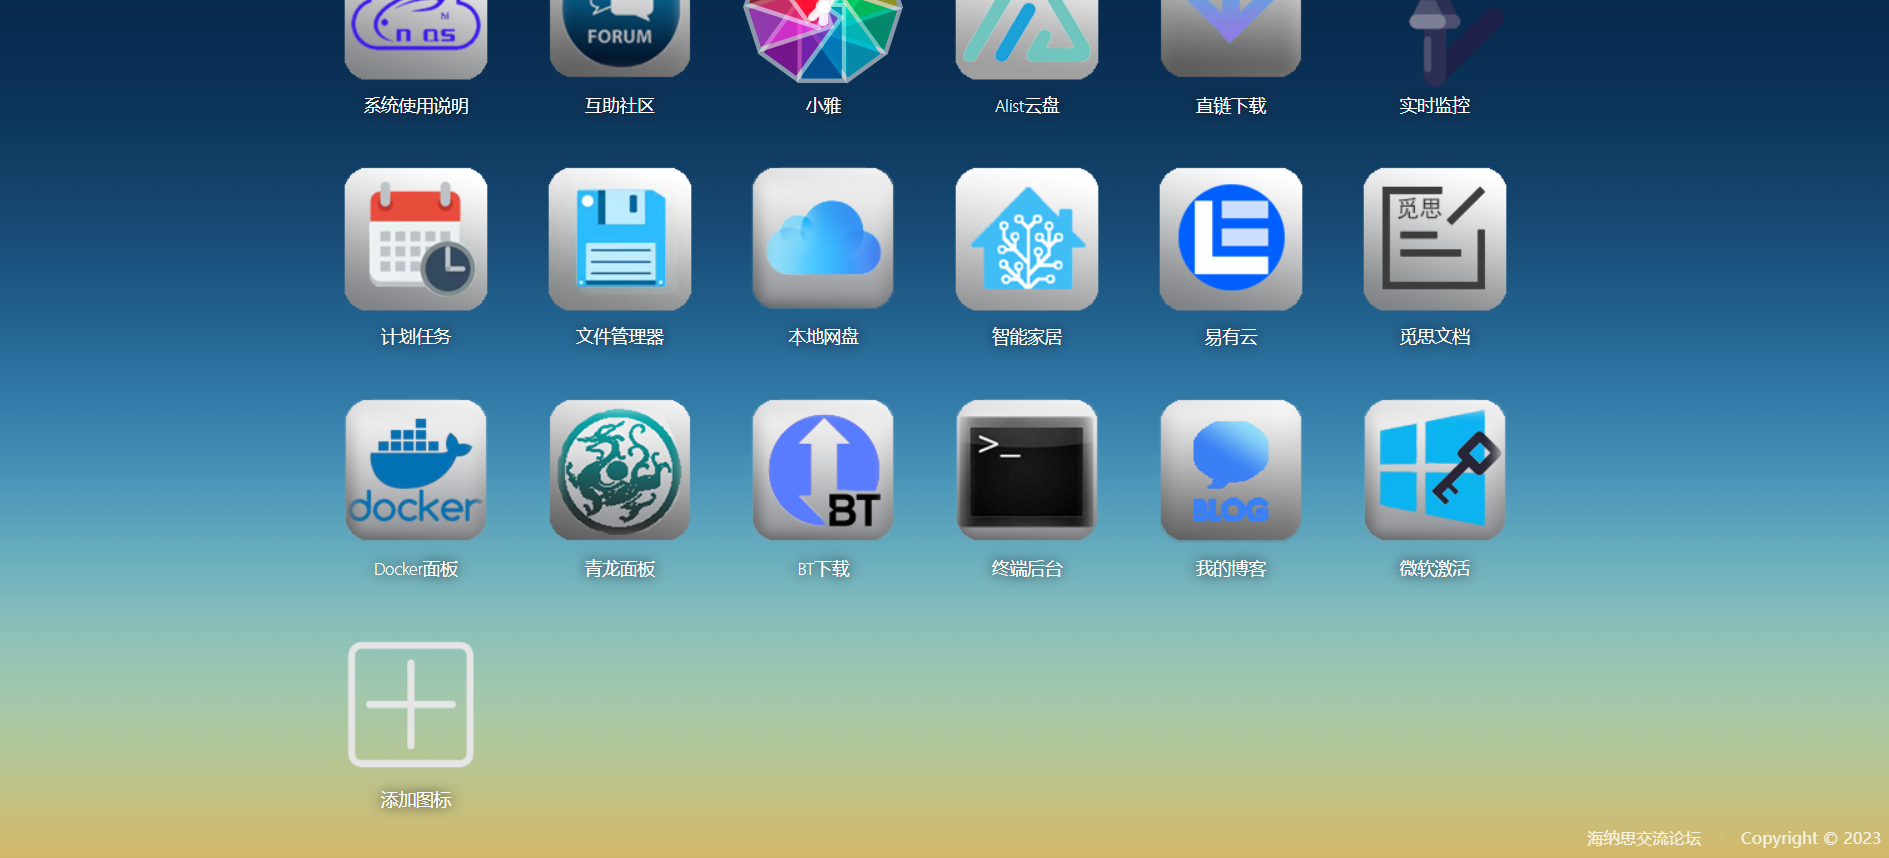 hi
nas
FORUM
系统使用说明
互助社区
小雅
Alist云盘
直链下载
实时监控
觅思
计划任务
文件管理器
本地网盘
智能家居
易有云
觅思文档
docker
BT
>_
BLOG
Docker面板
青龙面板
BT下载
终端后台
我的博客
微软激活
添加图标
海纳思交流论坛 | Copyright © 2023